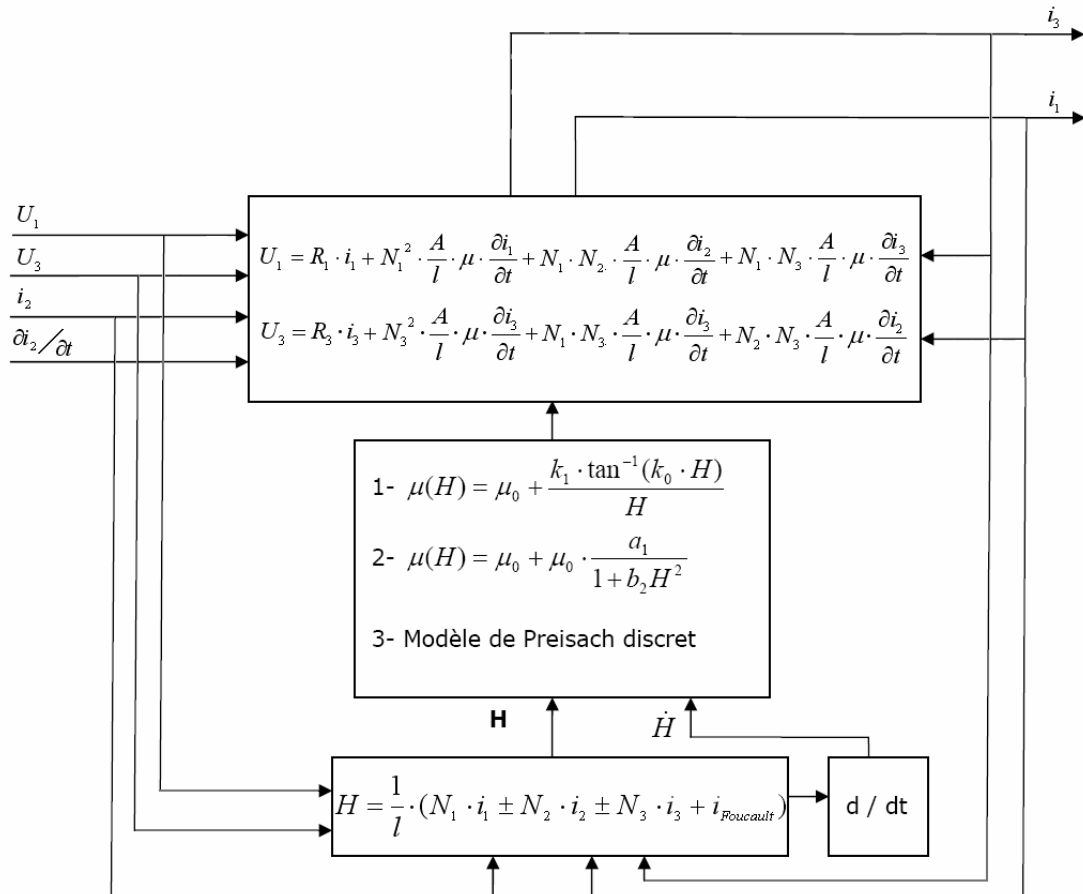 i₃
i₁
U₁
U₃
i₂
∂i₂/∂t
U₁ = R₁ · i₁ + N₁² · A/l · μ · ∂i₁/∂t + N₁ · N₂. · A/l · μ · ∂i₂/∂t + N₁ · N₃ · A/l · μ · ∂i₃/∂t
U₃ = R₃ · i₃ + N₃² · A/l · μ · ∂i₃/∂t + N₁ · N₃. · A/l · μ · ∂i₃/∂t + N₂ · N₃ · A/l · μ · ∂i₂/∂t
1- μ(H) = μ₀ + k₁ · tan⁻¹(k₀ · H)/H
2- μ(H) = μ₀ + μ₀ · a₁/(1 + b₂H²)
3- Modèle de Preisach discret
H
Ḣ
H = 1/l · (N₁ · i₁ ± N₂ · i₂ ± N₃ · i₃ + i_Foucault)
d / dt